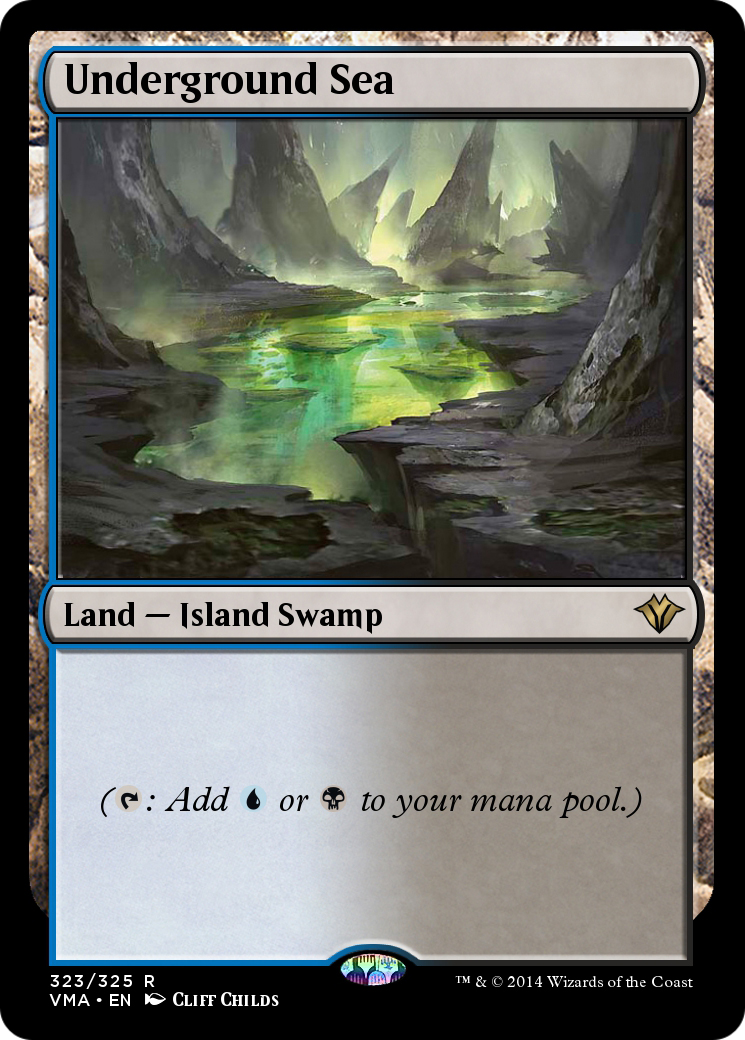 Underground Sea
Land — Island Swamp
(: Add or to your mana pool.)
323/325 R
VMA • EN Cliff Childs
™ & © 2014 Wizards of the Coast